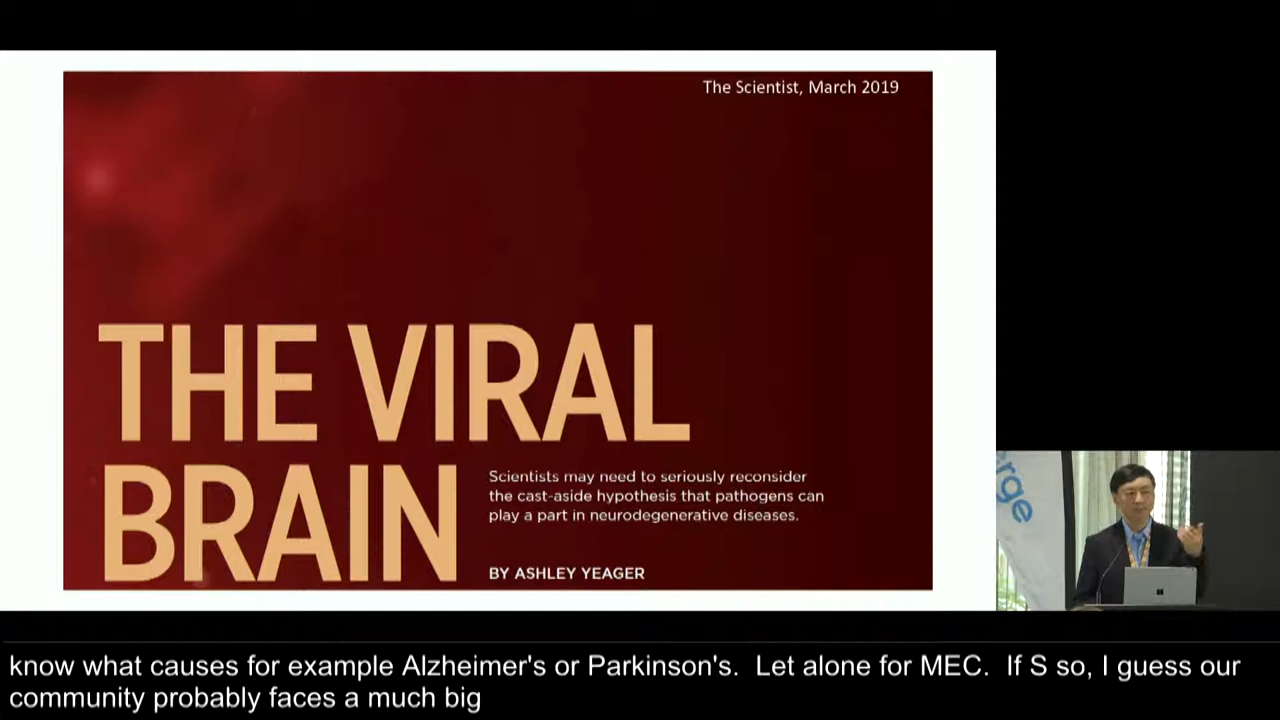 The Scientist, March 2019
THE VIRAL
BRAIN
Scientists may need to seriously reconsider
the cast-aside hypothesis that pathogens can
play a part in neurodegenerative diseases.
BY ASHLEY YEAGER
erge
know what causes for example Alzheimer's or Parkinson's.  Let alone for MEC.  If S so, I guess our
community probably faces a much big